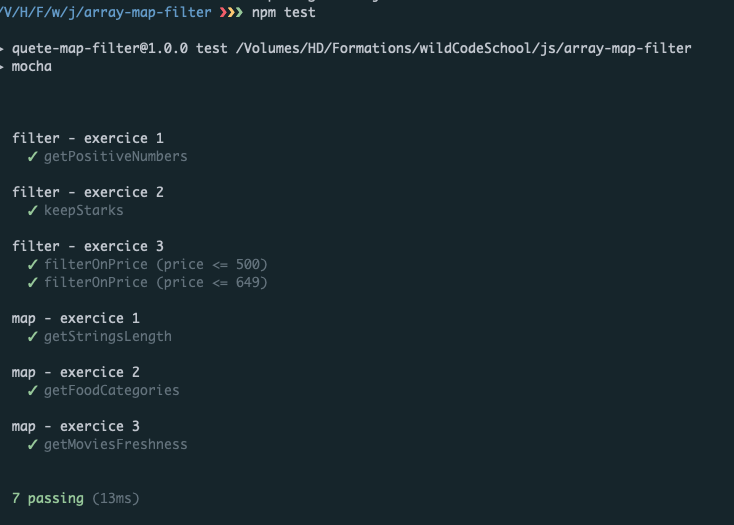 /V/H/F/w/j/array-map-filter ❯❯❯ npm test
> quete-map-filter@1.0.0 test /Volumes/HD/Formations/wildCodeSchool/js/array-map-filter
> mocha
filter - exercice 1
✓ getPositiveNumbers
filter - exercice 2
✓ keepStarks
filter - exercice 3
✓ filterOnPrice (price <= 500)
✓ filterOnPrice (price <= 649)
map - exercice 1
✓ getStringsLength
map - exercice 2
✓ getFoodCategories
map - exercice 3
✓ getMoviesFreshness
7 passing (13ms)